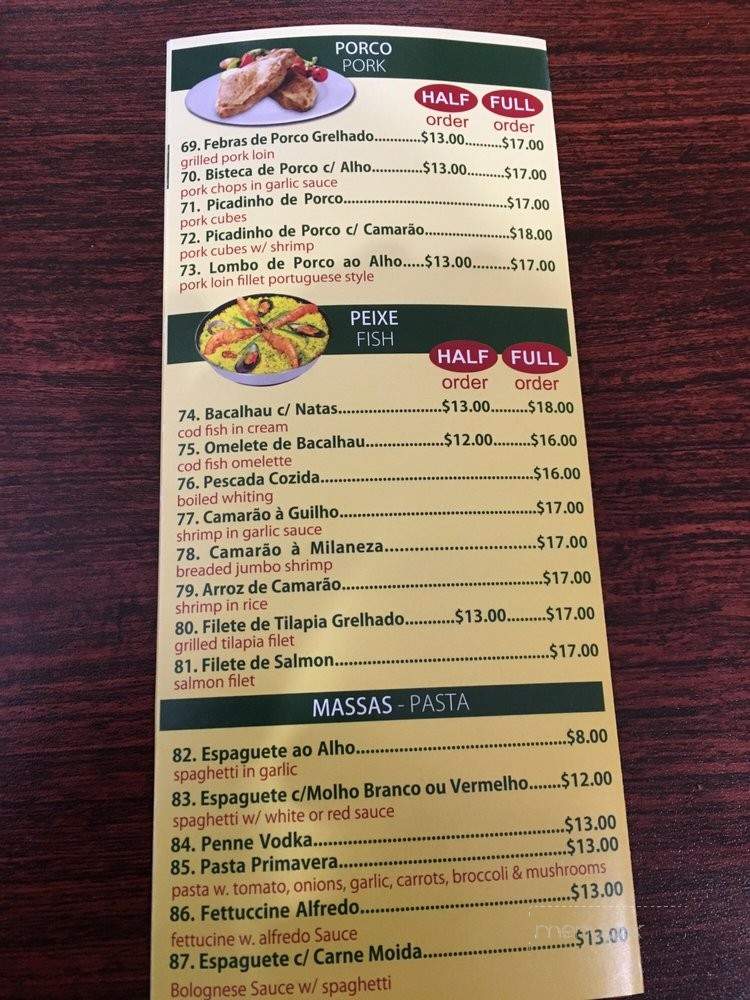 PORCO
PORK
HALF FULL
order order
69. Febras de Porco Grelhado............$13.00..........$17.00
grilled pork loin
70. Bisteca de Porco c/ Alho.............$13.00..........$17.00
pork chops in garlic sauce
71. Picadinho de Porco..........................................$17.00
pork cubes
72. Picadinho de Porco c/ Camarão.....................$18.00
pork cubes w/ shrimp
73. Lombo de Porco ao Alho.....$13.00.........$17.00
pork loin fillet portuguese style
PEIXE
FISH
HALF FULL
order order
74. Bacalhau c/ Natas........................$13.00.........$18.00
cod fish in cream
75. Omelete de Bacalhau..................$12.00.........$16.00
cod fish omelette
76. Pescada Cozida.................................................$16.00
boiled whiting
77. Camarão à Guilho.............................................$17.00
shrimp in garlic sauce
78. Camarão à Milaneza...................................$17.00
breaded jumbo shrimp
79. Arroz de Camarão.............................................$17.00
shrimp in rice
80. Filete de Tilapia Grelhado...........$13.00.........$17.00
grilled tilapia filet
81. Filete de Salmon................................................$17.00
salmon filet
MASSAS - PASTA
82. Espaguete ao Alho...........................................$8.00
spaghetti in garlic
83. Espaguete c/Molho Branco ou Vermelho.......$12.00
spaghetti w/ white or red sauce
84. Penne Vodka...................................................$13.00
85. Pasta Primavera..............................................$13.00
pasta w. tomato, onions, garlic, carrots, broccoli & mushrooms
86. Fettuccine Alfredo...........................................$13.00
fettucine w. alfredo Sauce
87. Espaguete c/ Carne Moida..............................$13.00
Bolognese Sauce w/ spaghetti